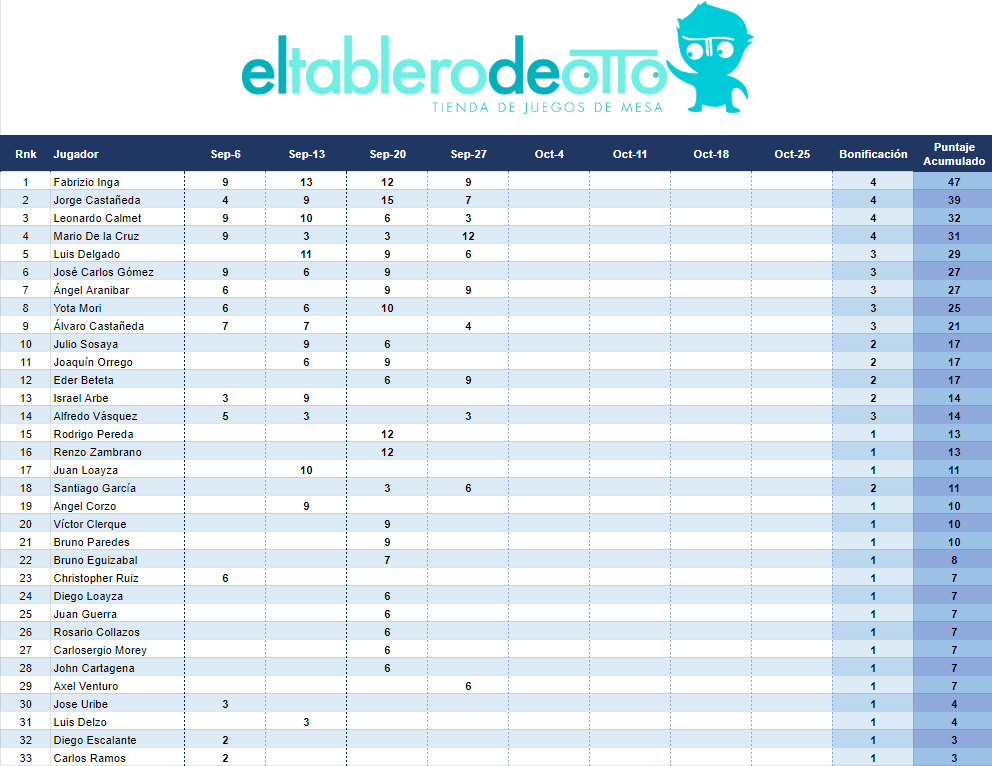 eltablerodeotto
TIENDA DE JUEGOS DE MESA
Rnk Jugador Sep-6 Sep-13 Sep-20 Sep-27 Oct-4 Oct-11 Oct-18 Oct-25 Bonificación Puntaje Acumulado
1 Fabrizio Inga 9 13 12 9 4 47
2 Jorge Castañeda 4 9 15 7 4 39
3 Leonardo Calmet 9 10 6 3 4 32
4 Mario De la Cruz 9 3 3 12 4 31
5 Luis Delgado 11 9 6 3 29
6 José Carlos Gómez 9 6 9 3 27
7 Ángel Aranibar 6 9 9 3 27
8 Yota Mori 6 6 10 3 25
9 Álvaro Castañeda 7 7 4 3 21
10 Julio Sosaya 9 6 2 17
11 Joaquín Orrego 6 9 2 17
12 Eder Beteta 6 9 2 17
13 Israel Arbe 3 9 2 14
14 Alfredo Vásquez 5 3 3 3 14
15 Rodrigo Pereda 12 1 13
16 Renzo Zambrano 12 1 13
17 Juan Loayza 10 1 11
18 Santiago García 3 6 2 11
19 Angel Corzo 9 1 10
20 Víctor Clerque 9 1 10
21 Bruno Paredes 9 1 10
22 Bruno Eguizabal 7 1 8
23 Christopher Ruiz 6 1 7
24 Diego Loayza 6 1 7
25 Juan Guerra 6 1 7
26 Rosario Collazos 6 1 7
27 Carlosergio Morey 6 1 7
28 John Cartagena 6 1 7
29 Axel Venturo 6 1 7
30 Jose Uribe 3 1 4
31 Luis Delzo 3 1 4
32 Diego Escalante 2 1 3
33 Carlos Ramos 2 1 3